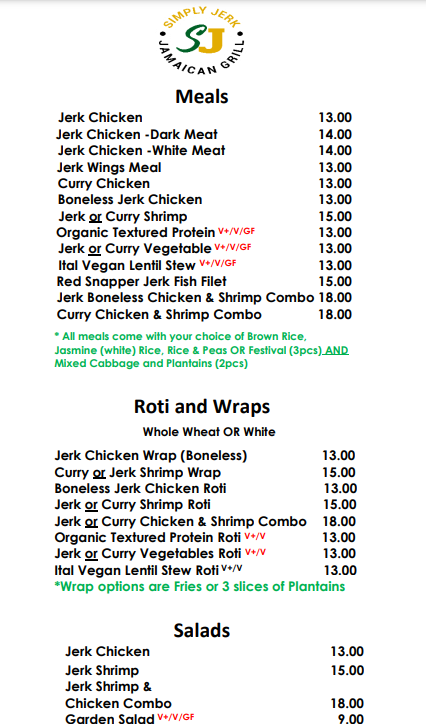 SIMPLY JERK
SJ
JAMAICAN GRILL
Meals
Jerk Chicken 13.00
Jerk Chicken -Dark Meat 14.00
Jerk Chicken -White Meat 14.00
Jerk Wings Meal 13.00
Curry Chicken 13.00
Boneless Jerk Chicken 13.00
Jerk or Curry Shrimp 15.00
Organic Textured Protein V+/V/GF 13.00
Jerk or Curry Vegetable V+/V/GF 13.00
Ital Vegan Lentil Stew V+/V/GF 13.00
Red Snapper Jerk Fish Filet 15.00
Jerk Boneless Chicken & Shrimp Combo 18.00
Curry Chicken & Shrimp Combo 18.00
* All meals come with your choice of Brown Rice,
Jasmine (white) Rice, Rice & Peas OR Festival (3pcs) AND
Mixed Cabbage and Plantains (2pcs)
Roti and Wraps
Whole Wheat OR White
Jerk Chicken Wrap (Boneless) 13.00
Curry or Jerk Shrimp Wrap 15.00
Boneless Jerk Chicken Roti 13.00
Jerk or Curry Shrimp Roti 15.00
Jerk or Curry Chicken & Shrimp Combo 18.00
Organic Textured Protein Roti V+/V 13.00
Jerk or Curry Vegetables Roti V+/V 13.00
Ital Vegan Lentil Stew Roti V+/V 13.00
*Wrap options are Fries or 3 slices of Plantains
Salads
Jerk Chicken 13.00
Jerk Shrimp 15.00
Jerk Shrimp &
Chicken Combo 18.00
Garden Salad V+/V/GF 9.00